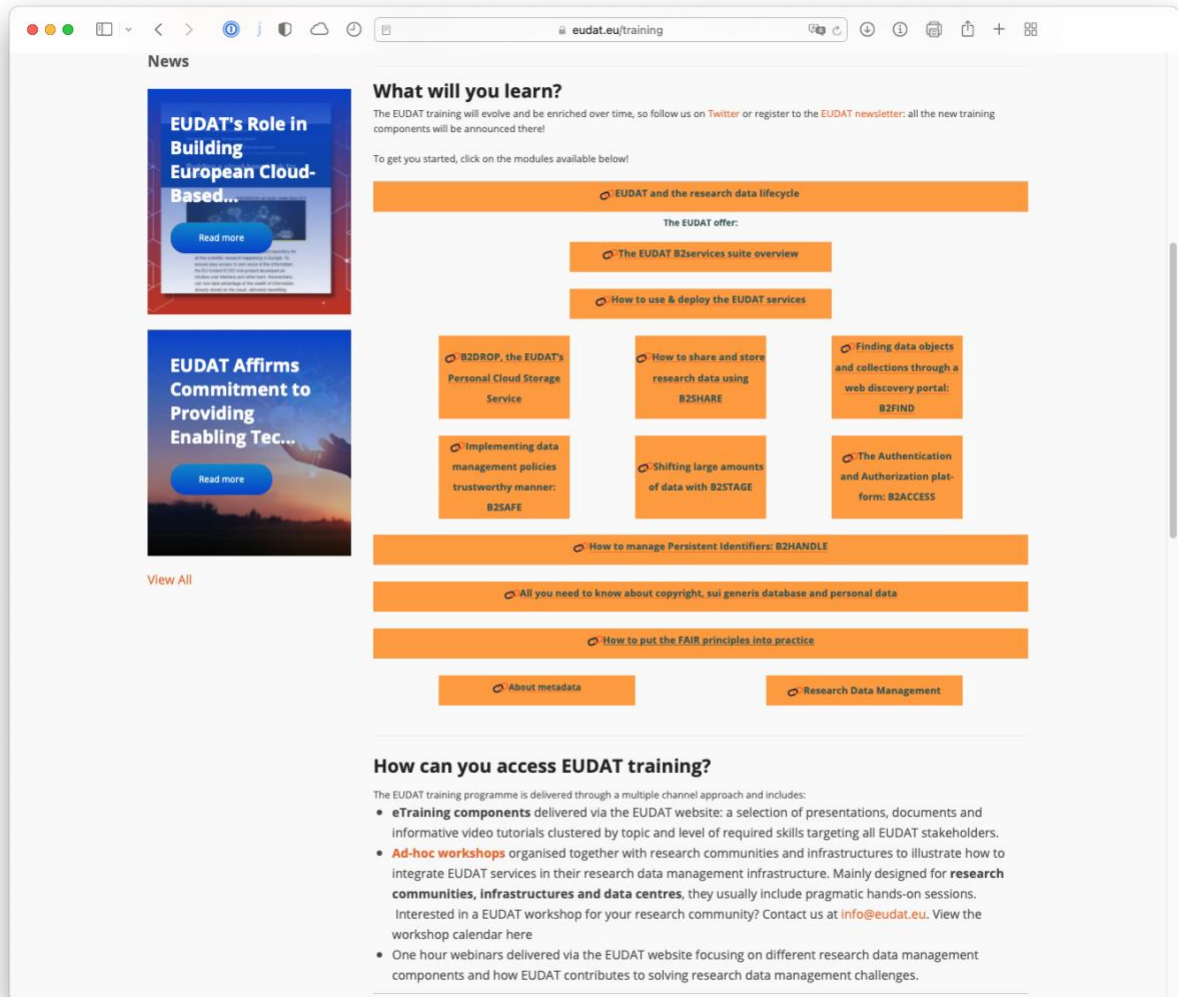 eudat.eu/training
News
EUDAT's Role in
Building
European Cloud-
Based...
Read more
EUDAT Affirms
Commitment to
Providing
Enabling Tec...
Read more
View All
What will you learn?
The EUDAT training will evolve and be enriched over time, so follow us on Twitter or register to the EUDAT newsletter: all the new training
components will be announced there!
To get you started, click on the modules available below!
EUDAT and the research data lifecycle
The EUDAT offer:
The EUDAT B2services suite overview
How to use & deploy the EUDAT services
B2DROP, the EUDAT's
Personal Cloud Storage
Service
How to share and store
research data using
B2SHARE
Finding data objects
and collections through a
web discovery portal:
B2FIND
Implementing data
management policies
trustworthy manner:
B2SAFE
Shifting large amounts
of data with B2STAGE
The Authentication
and Authorization plat-
form: B2ACCESS
How to manage Persistent Identifiers: B2HANDLE
All you need to know about copyright, sui generis database and personal data
How to put the FAIR principles into practice
About metadata
Research Data Management
How can you access EUDAT training?
The EUDAT training programme is delivered through a multiple channel approach and includes:
• eTraining components delivered via the EUDAT website: a selection of presentations, documents and
informative video tutorials clustered by topic and level of required skills targeting all EUDAT stakeholders.
• Ad-hoc workshops organised together with research communities and infrastructures to illustrate how to
integrate EUDAT services in their research data management infrastructure. Mainly designed for research
communities, infrastructures and data centres, they usually include pragmatic hands-on sessions.
Interested in a EUDAT workshop for your research community? Contact us at info@eudat.eu. View the
workshop calendar here
• One hour webinars delivered via the EUDAT website focusing on different research data management
components and how EUDAT contributes to solving research data management challenges.